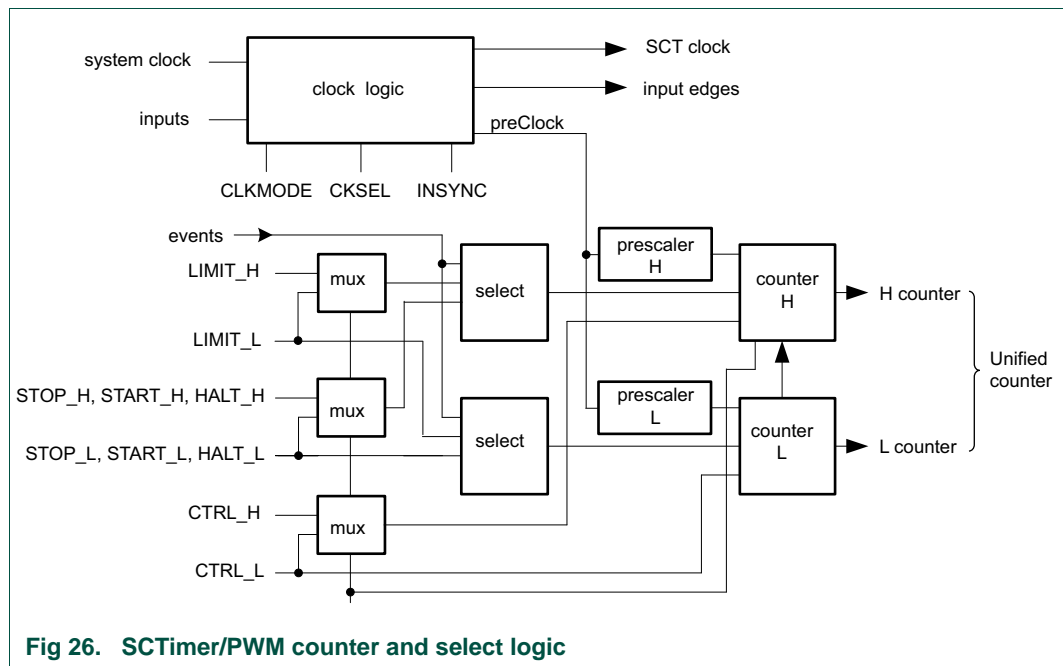 system clock
inputs
clock logic
SCT clock
input edges
preClock
CLKMODE CKSEL INSYNC
events
LIMIT_H
mux
LIMIT_L
select
prescaler
H
counter
H
H counter
STOP_H, START_H, HALT_H
mux
STOP_L, START_L, HALT_L
select
prescaler
L
counter
L
L counter
Unified
counter
CTRL_H
mux
CTRL_L
Fig 26. SCTimer/PWM counter and select logic